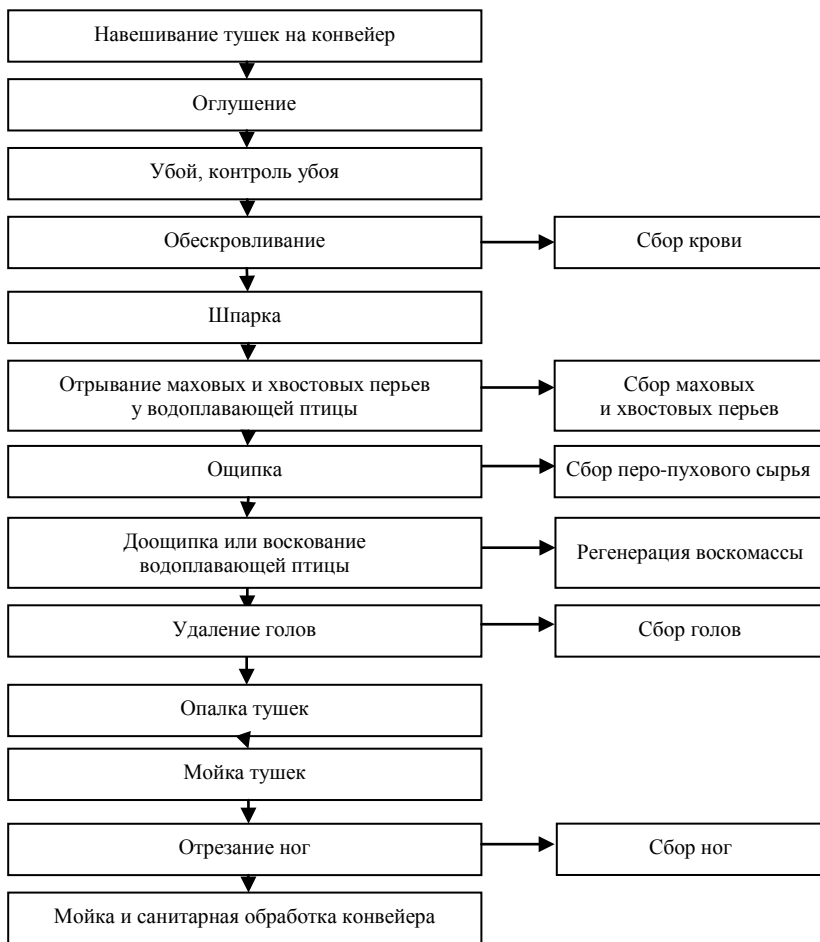 Навешивание тушек на конвейер
Оглушение
Убой, контроль убоя
Обескровливание
Сбор крови
Шпарка
Отрывание маховых и хвостовых перьев
у водоплавающей птицы
Сбор маховых
и хвостовых перьев
Ощипка
Сбор перо-пухового сырья
Доощипка или воскование
водоплавающей птицы
Регенерация воскомассы
Удаление голов
Сбор голов
Опалка тушек
Мойка тушек
Отрезание ног
Сбор ног
Мойка и санитарная обработка конвейера